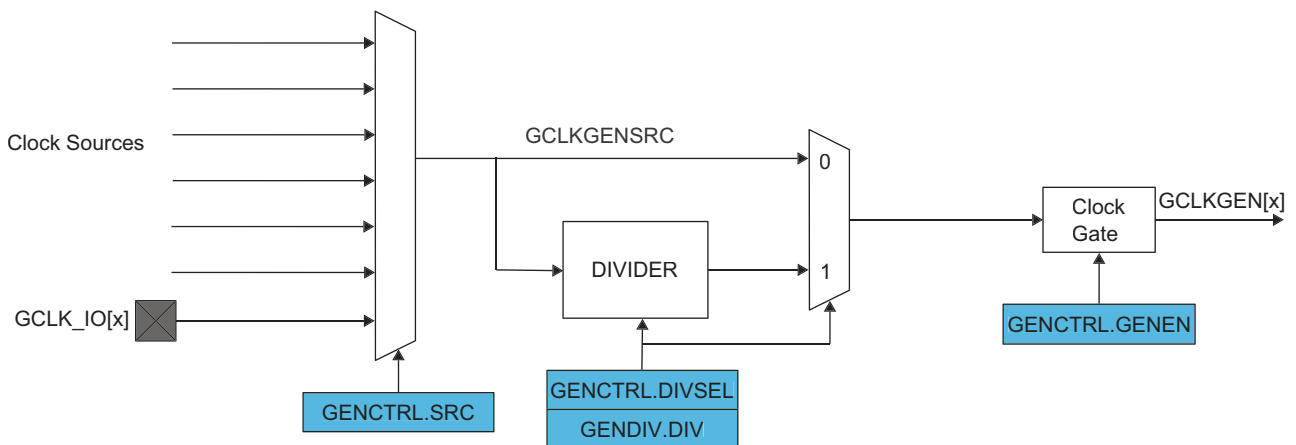 Clock Sources
GCLK_IO[x]
GENCTRL.SRC
GCLKGENSRC
DIVIDER
GENCTRL.DIVSEL
GENDIV.DIV
0
1
Clock
Gate
GCLKGEN[x]
GENCTRL.GENEN